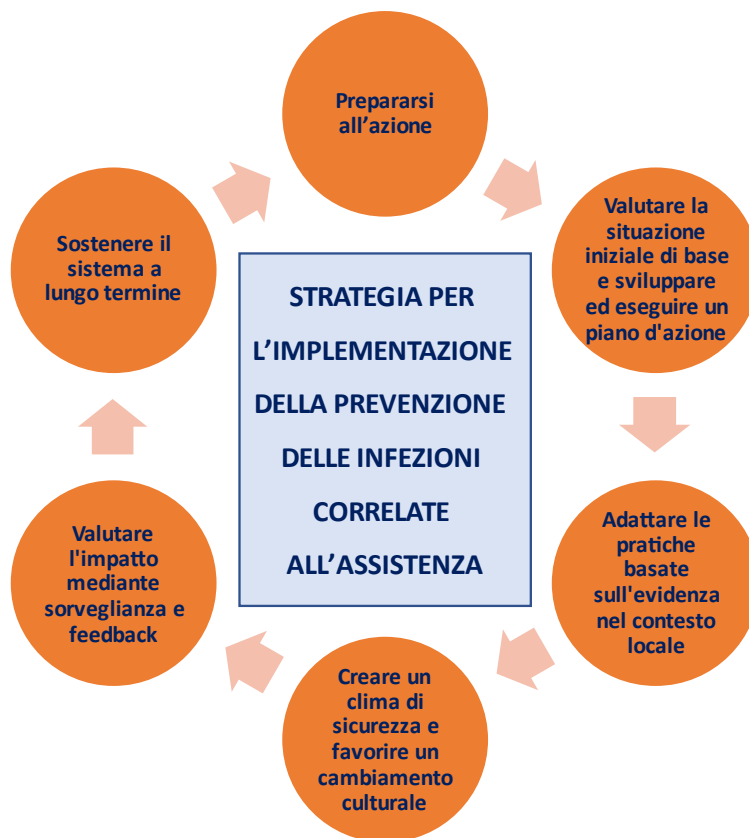 Prepararsi
all’azione
Valutare la
situazione
iniziale di base
e sviluppare
ed eseguire un
piano d'azione
Adattare le
pratiche
basate
sull'evidenza
nel contesto
locale
Creare un
clima di
sicurezza e
favorire un
cambiamento
culturale
Valutare
l'impatto
mediante
sorveglianza e
feedback
Sostenere il
sistema a
lungo termine
STRATEGIA PER
L’IMPLEMENTAZIONE
DELLA PREVENZIONE
DELLE INFEZIONI
CORRELATE
ALL’ASSISTENZA